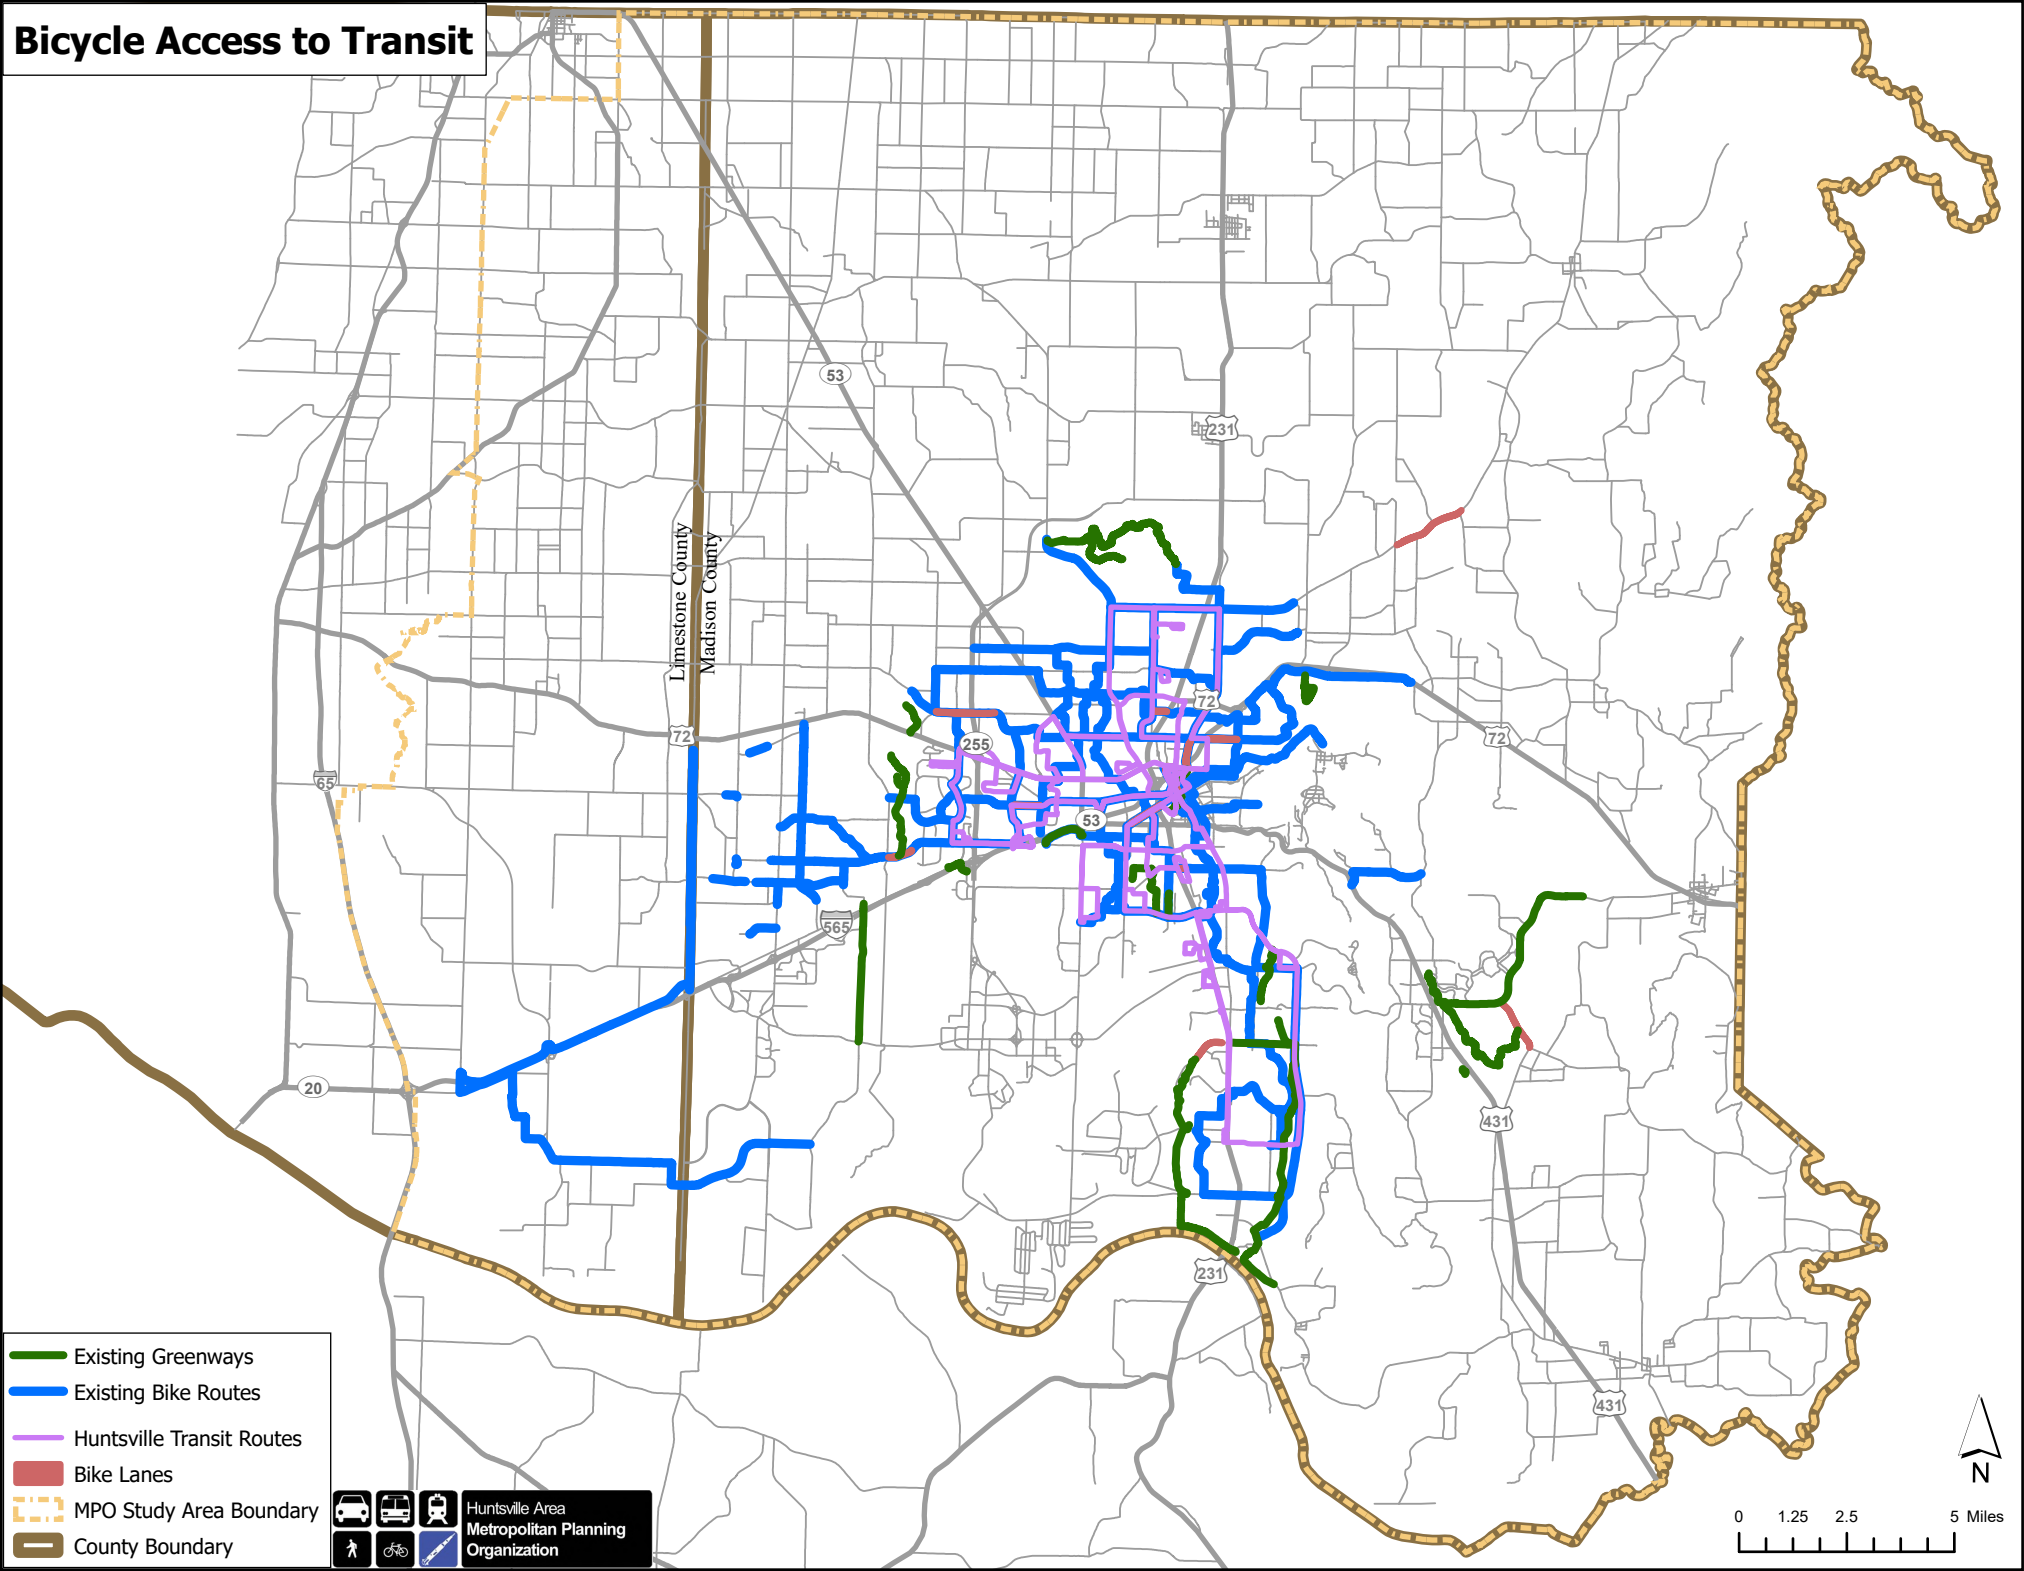 Bicycle Access to Transit
53
231
Limestone County
Madison County
72
72
255
72
65
53
565
20
431
231
431
Existing Greenways
Existing Bike Routes
Huntsville Transit Routes
Bike Lanes
MPO Study Area Boundary
County Boundary
Huntsville Area
Metropolitan Planning
Organization
N
0 1.25 2.5 5 Miles